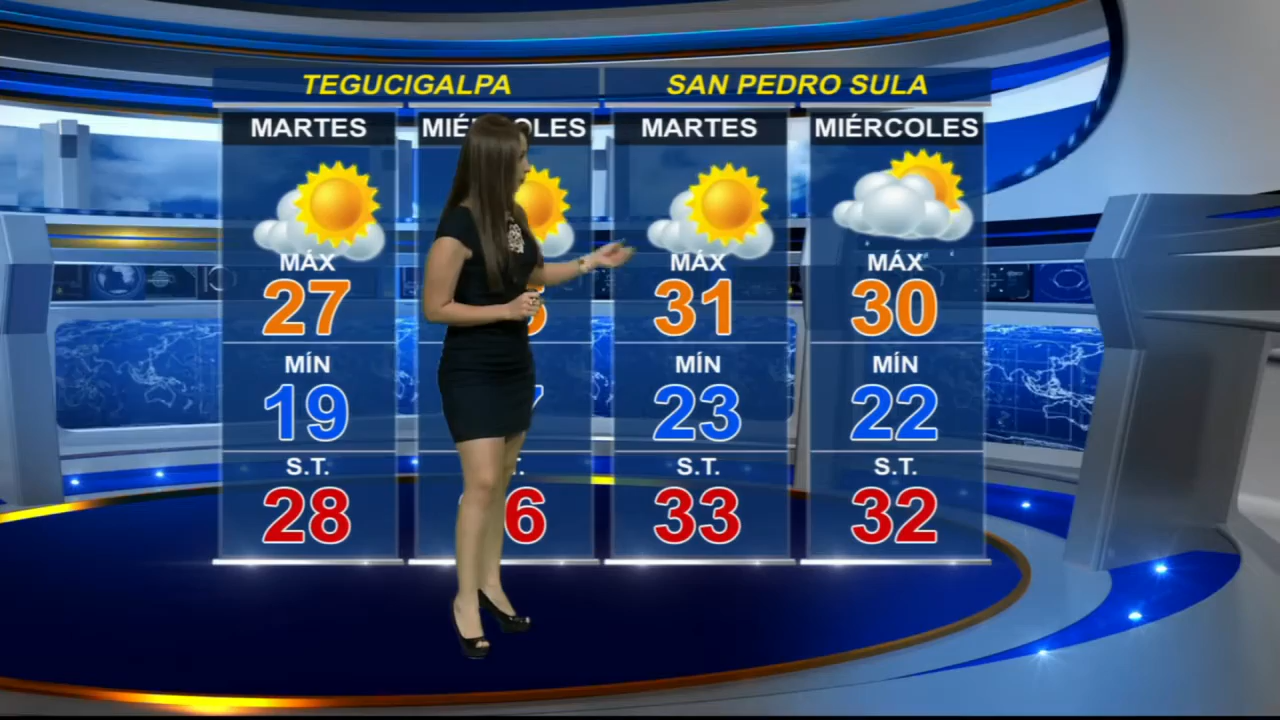 TEGUCIGALPA
SAN PEDRO SULA
MARTES
MARTES
MIÉRCOLES
MÁX
27
MÁX
31
MÁX
30
MÍN
19
MÍN
23
MÍN
22
S.T.
28
S.T.
33
S.T.
32